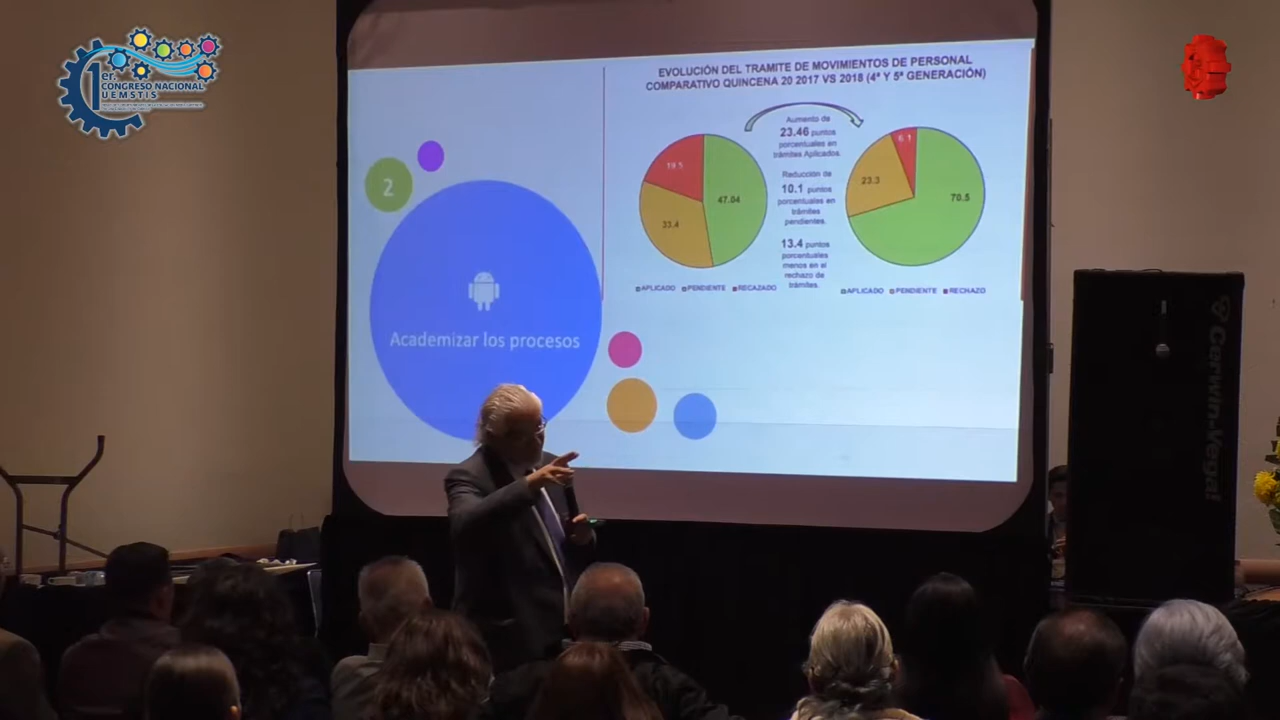 1er.
CONGRESO NACIONAL
UEMSTIS
EVOLUCIÓN DEL TRAMITE DE MOVIMIENTOS DE PERSONAL
COMPARATIVO QUINCENA 20 2017 VS 2018 (4ª Y 5ª GENERACIÓN)
2
Academizar los procesos
19.5
47.04
33.4
Aumento de
23.46 puntos
porcentuales en
trámites Aplicados.
Reducción de
10.1 puntos
porcentuales en
trámites
pendientes.
13.4 puntos
porcentuales
menos en el
rechazo de
trámites.
6.1
23.3
70.5
APLICADO PENDIENTE RECAZADO
APLICADO PENDIENTE RECHAZO
Cerwin-Vega!